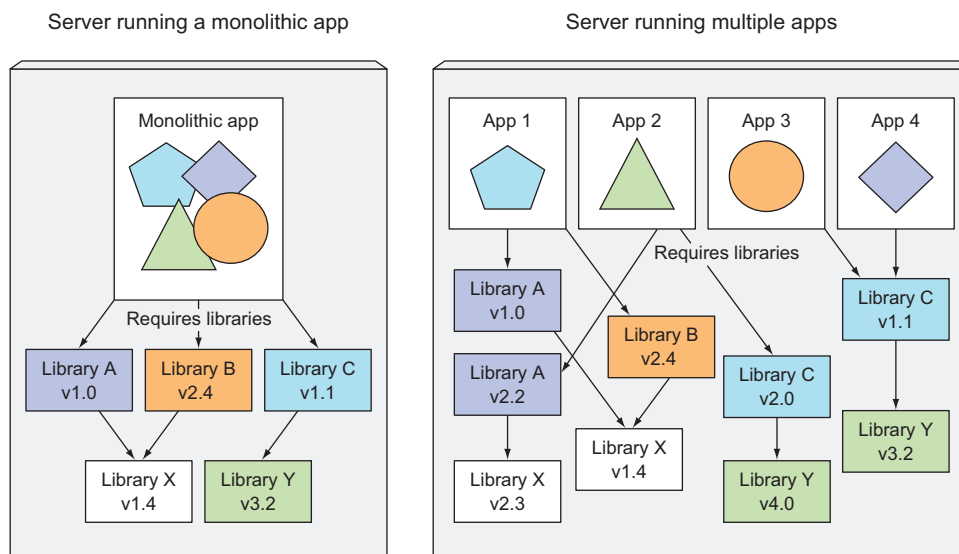 Server running a monolithic app
Monolithic app
Requires libraries
Library A
v1.0
Library B
v2.4
Library C
v1.1
Library X
v1.4
Library Y
v3.2
Server running multiple apps
App 1
App 2
App 3
App 4
Requires libraries
Library A
v1.0
Library B
v2.4
Library C
v1.1
Library A
v2.2
Library C
v2.0
Library X
v2.3
Library X
v1.4
Library Y
v4.0
Library Y
v3.2